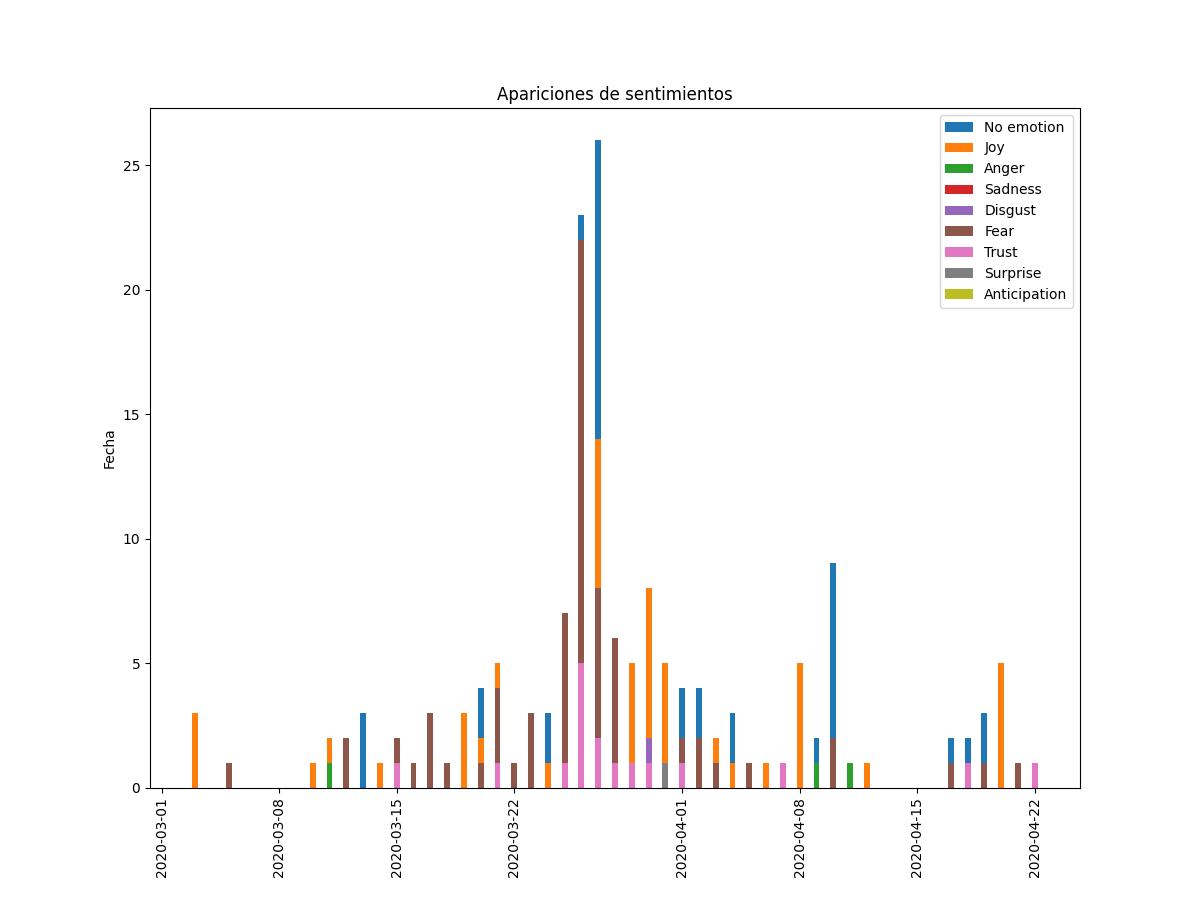 Apariciones de sentimientos
No emotion
Joy
Anger
Sadness
Disgust
Fear
Trust
Surprise
Anticipation
25
20
15
10
5
0
Fecha
2020-03-01
2020-03-08
2020-03-15
2020-03-22
2020-04-01
2020-04-08
2020-04-15
2020-04-22